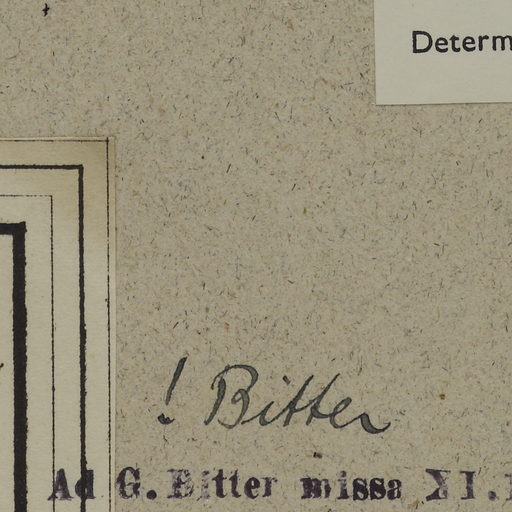 Determ
! Bitter
Ad G. Bitter missa XI.